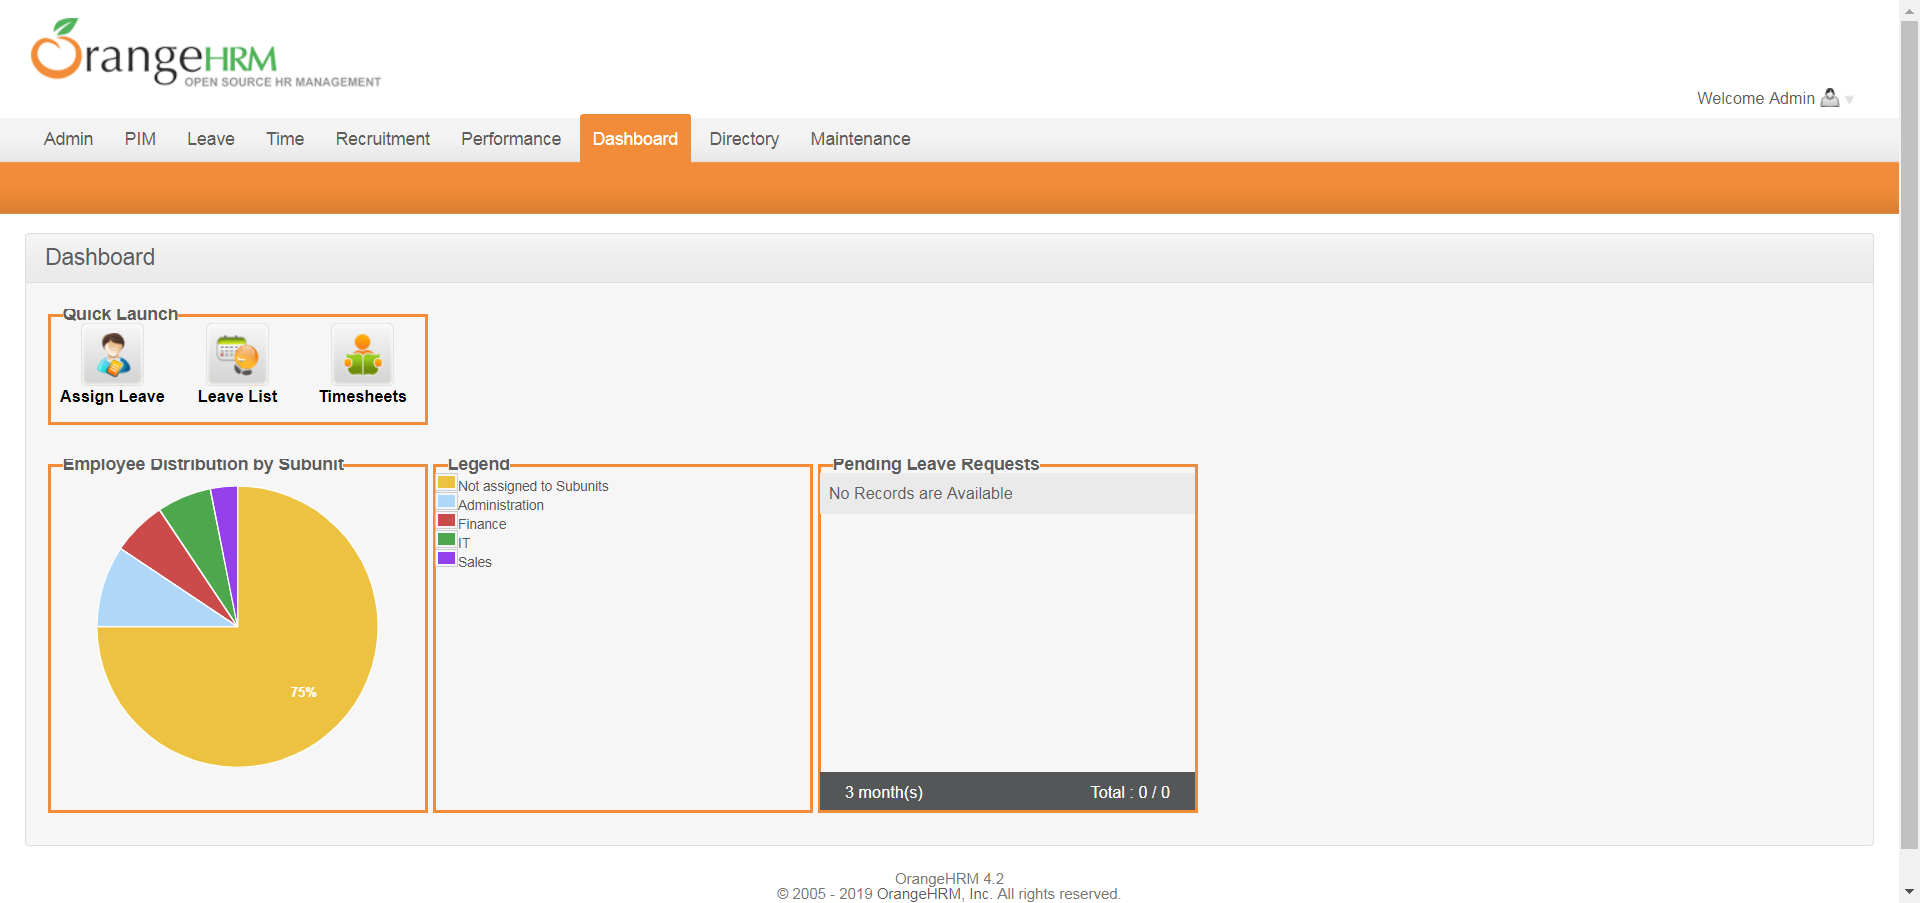 OrangeHRM
OPEN SOURCE HR MANAGEMENT
Welcome Admin
Admin PIM Leave Time Recruitment Performance Dashboard Directory Maintenance
Dashboard
Quick Launch
Assign Leave Leave List Timesheets
Employee Distribution by Subunit
75%
Legend
Not assigned to Subunits
Administration
Finance
IT
Sales
Pending Leave Requests
No Records are Available
3 month(s) Total : 0 / 0
OrangeHRM 4.2
© 2005 - 2019 OrangeHRM, Inc. All rights reserved.